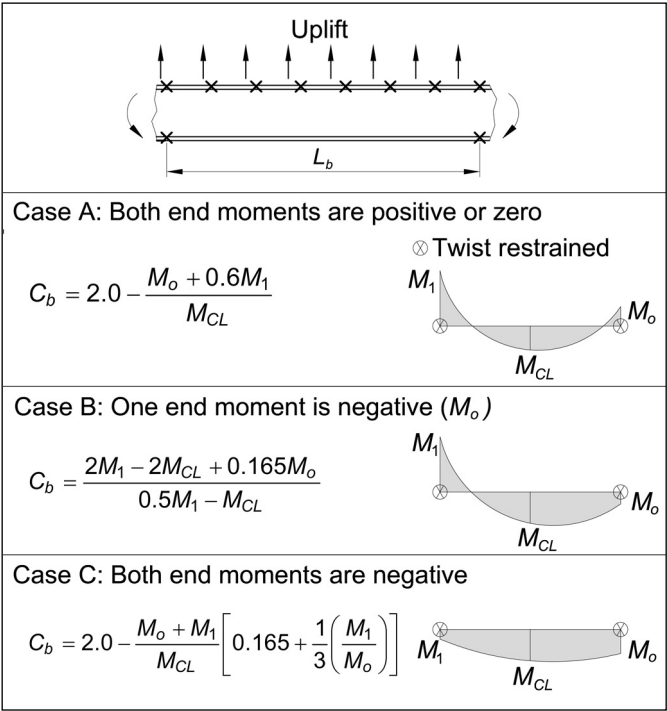 Uplift
L_b
Case A: Both end moments are positive or zero
⊗ Twist restrained
C_b = 2.0 − (M_o + 0.6M_1) / M_CL
M_1
M_o
M_CL
Case B: One end moment is negative (M_o)
C_b = (2M_1 − 2M_CL + 0.165M_o) / (0.5M_1 − M_CL)
M_1
M_o
M_CL
Case C: Both end moments are negative
C_b = 2.0 − (M_o + M_1) / M_CL [0.165 + 1/3 (M_1 / M_o)]
M_1
M_o
M_CL